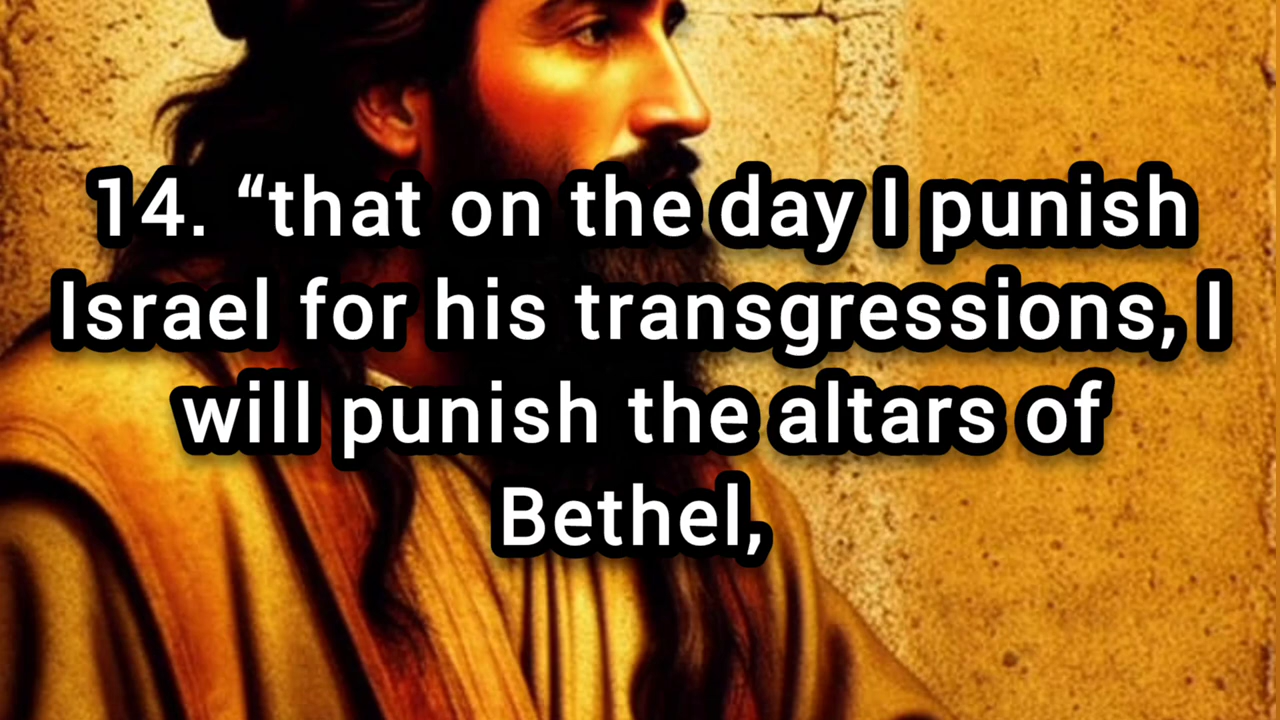 14. “that on the day I punish
Israel for his transgressions, I
will punish the altars of
Bethel,